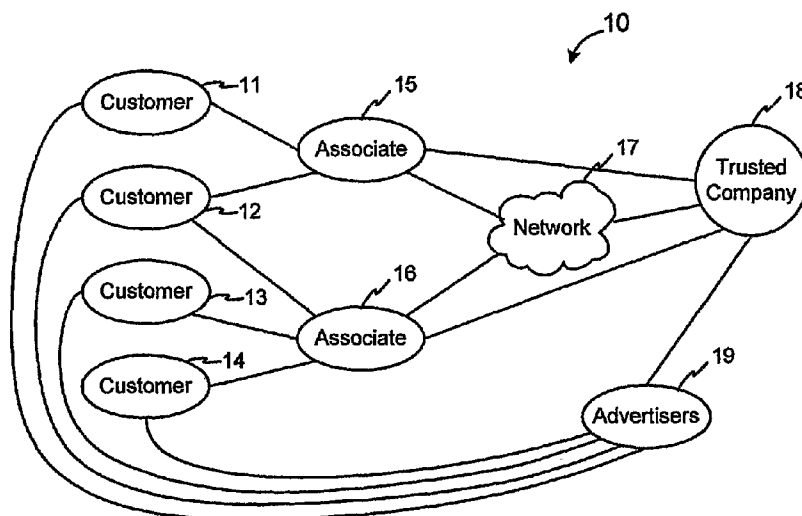 10
11
Customer
15
Associate
18
Trusted
Company
17
Network
Customer
12
Customer
13
16
Associate
14
Customer
19
Advertisers